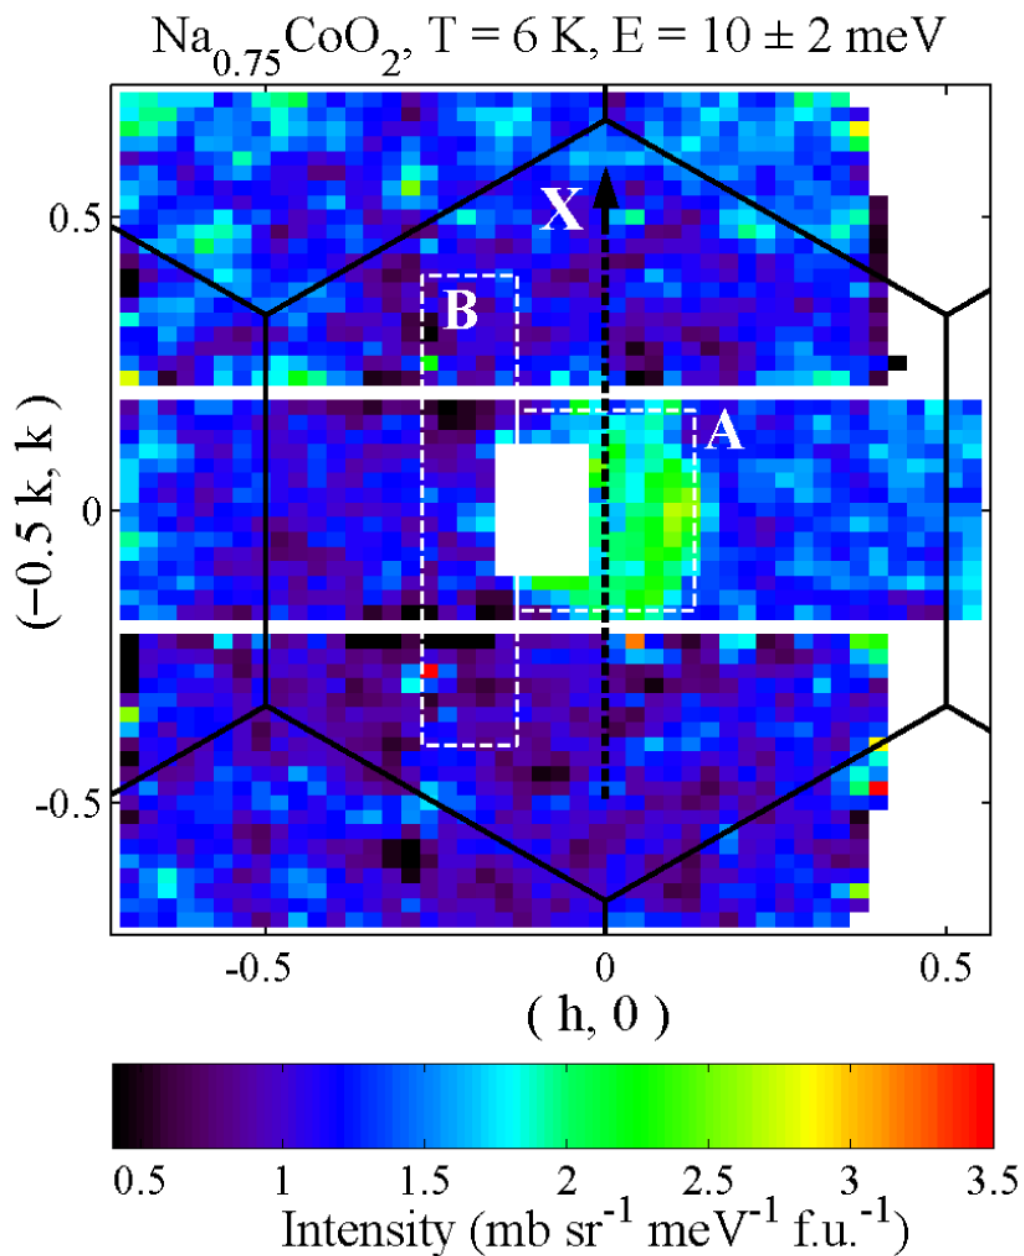 Na0.75CoO2, T = 6 K, E = 10 ± 2 meV
X
0.5
B
A
(−0.5 k, k)
0
-0.5
-0.5 0 0.5
( h, 0 )
0.5 1 1.5 2 2.5 3 3.5
Intensity (mb sr-1 meV-1 f.u.-1)